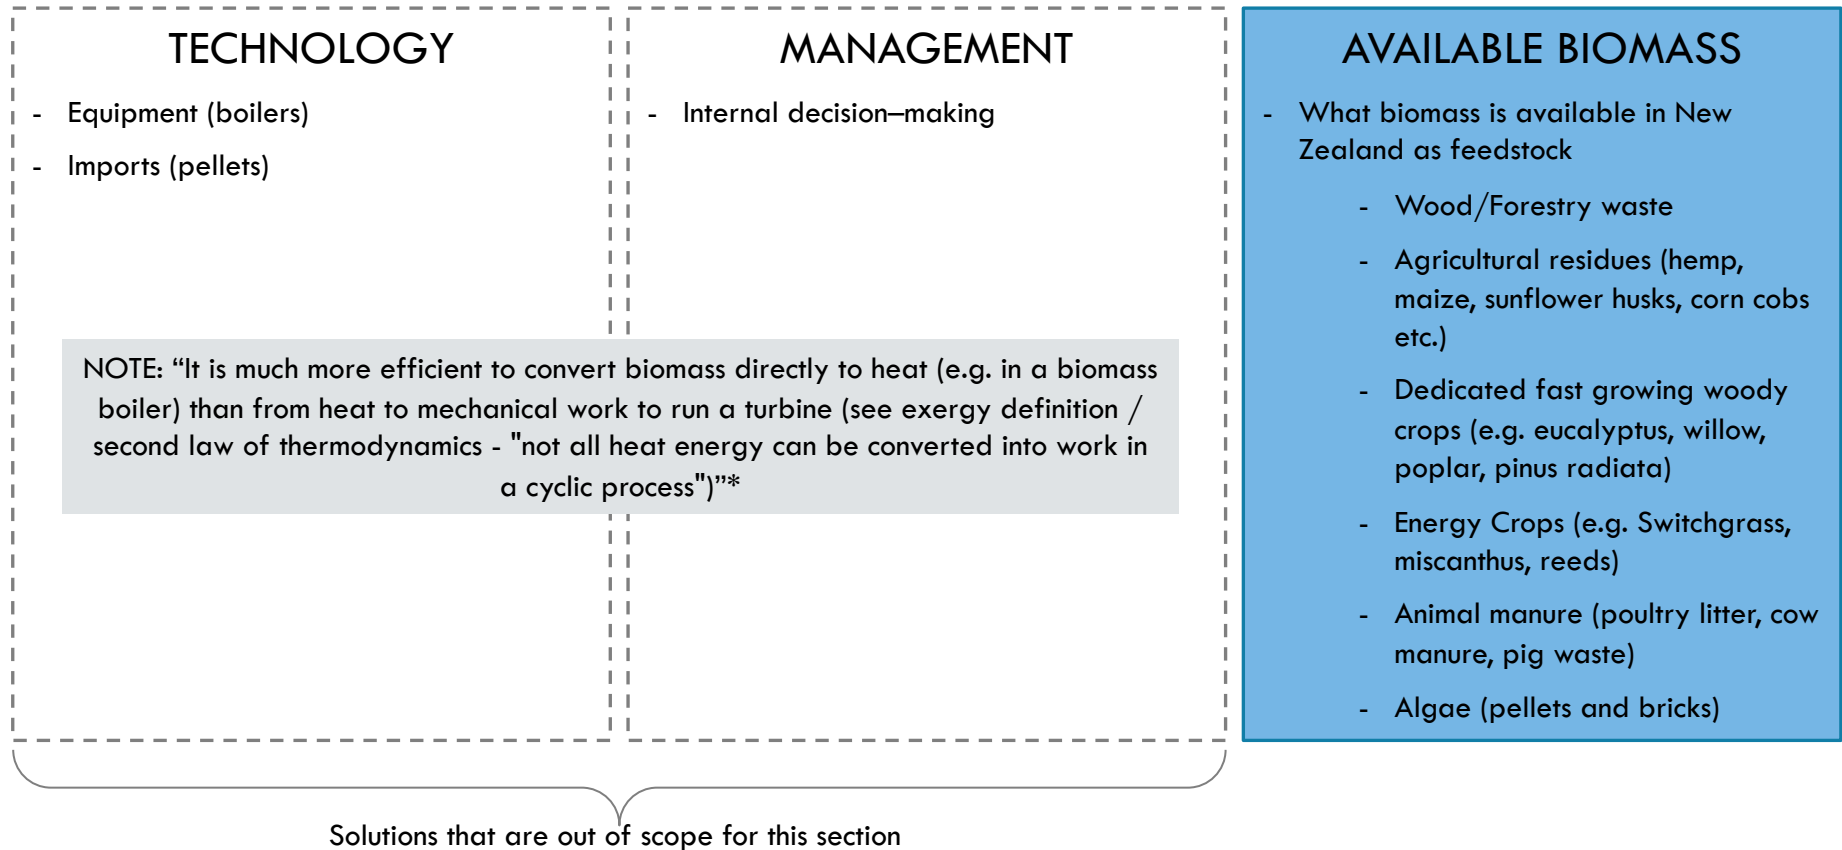 TECHNOLOGY
- Equipment (boilers)
- Imports (pellets)
MANAGEMENT
- Internal decision–making
AVAILABLE BIOMASS
- What biomass is available in New
Zealand as feedstock
- Wood/Forestry waste
- Agricultural residues (hemp,
maize, sunflower husks, corn cobs
etc.)
- Dedicated fast growing woody
crops (e.g. eucalyptus, willow,
poplar, pinus radiata)
- Energy Crops (e.g. Switchgrass,
miscanthus, reeds)
- Animal manure (poultry litter, cow
manure, pig waste)
- Algae (pellets and bricks)
NOTE: “It is much more efficient to convert biomass directly to heat (e.g. in a biomass
boiler) than from heat to mechanical work to run a turbine (see exergy definition /
second law of thermodynamics - "not all heat energy can be converted into work in
a cyclic process")”*
Solutions that are out of scope for this section